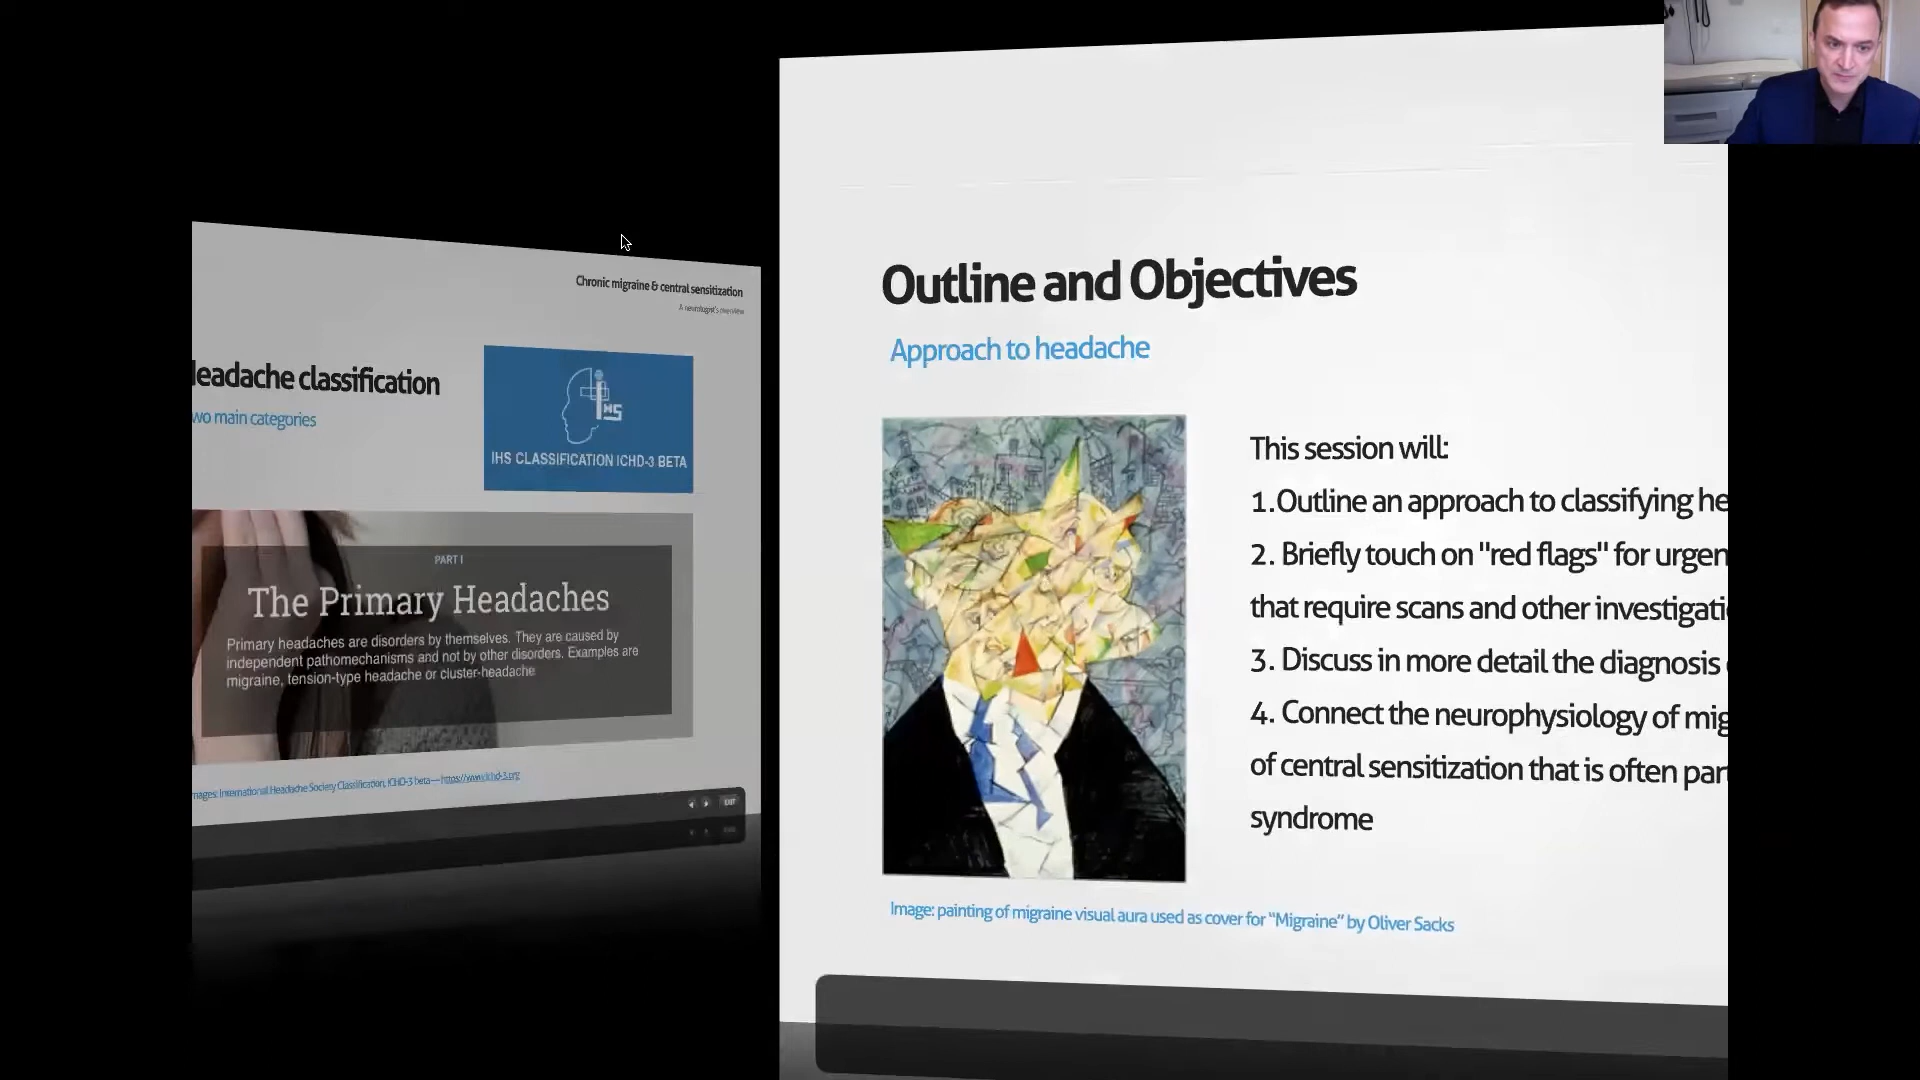 Chronic migraine & central sensitization
A neurologist's overview
eadache classification
wo main categories
IHS
IHS CLASSIFICATION ICHD-3 BETA
PART I
The Primary Headaches
Primary headaches are disorders by themselves. They are caused by
independent pathomechanisms and not by other disorders. Examples are
migraine, tension-type headache or cluster-headache
mages: International Headache Society Classification, ICHD-3 beta — https://www.ichd-3.org
EXIT
Outline and Objectives
Approach to headache
This session will:
1.Outline an approach to classifying he
2. Briefly touch on "red flags" for urgen
that require scans and other investigati
3. Discuss in more detail the diagnosis
4. Connect the neurophysiology of mig
of central sensitization that is often par
syndrome
Image: painting of migraine visual aura used as cover for “Migraine” by Oliver Sacks